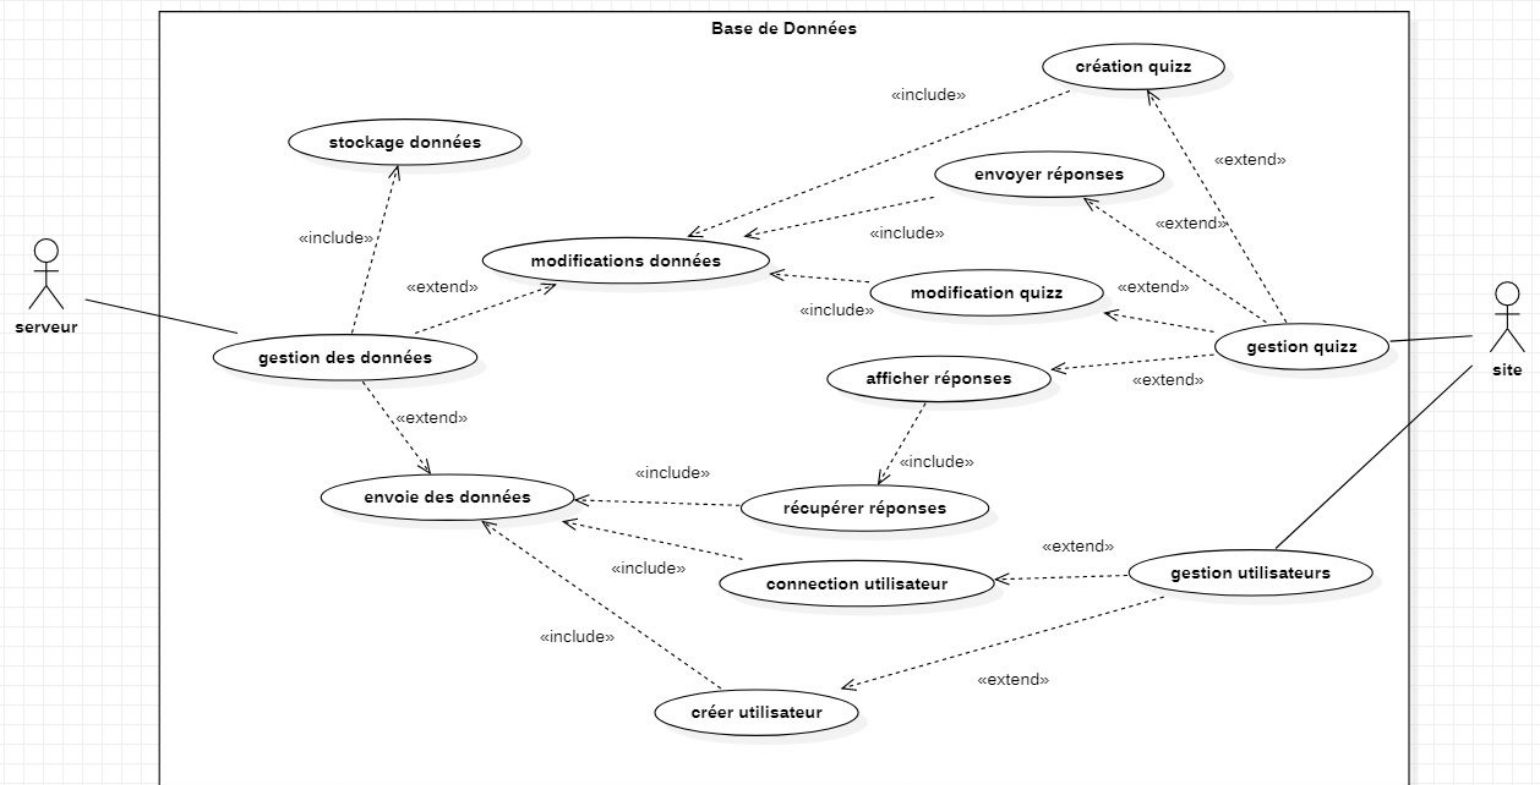 Base de Données
création quizz
«include»
stockage données
«extend»
envoyer réponses
«extend»
«include»
«include»
modifications données
«extend»
«extend»
modification quizz
«include»
serveur
gestion des données
gestion quizz
site
afficher réponses
«extend»
«extend»
«include»
«include»
envoie des données
récupérer réponses
«extend»
«include»
connection utilisateur
gestion utilisateurs
«include»
«extend»
créer utilisateur